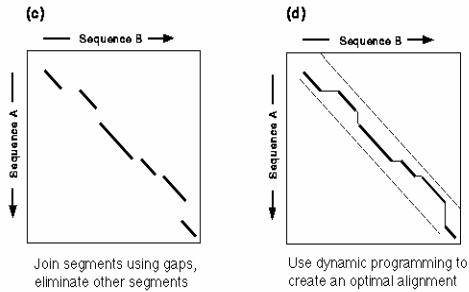 (c)
Sequence B
Sequence A
Join segments using gaps,
eliminate other segments
(d)
Sequence B
Sequence A
Use dynamic programming to
create an optimal alignment